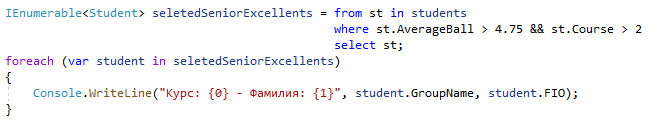 IEnumerable<Student> seletedSeniorExcellents = from st in students
where st.AverageBall > 4.75 && st.Course > 2
select st;
foreach (var student in seletedSeniorExcellents)
{
Console.WriteLine("Курс: {0} - Фамилия: {1}", student.GroupName, student.FIO);
}